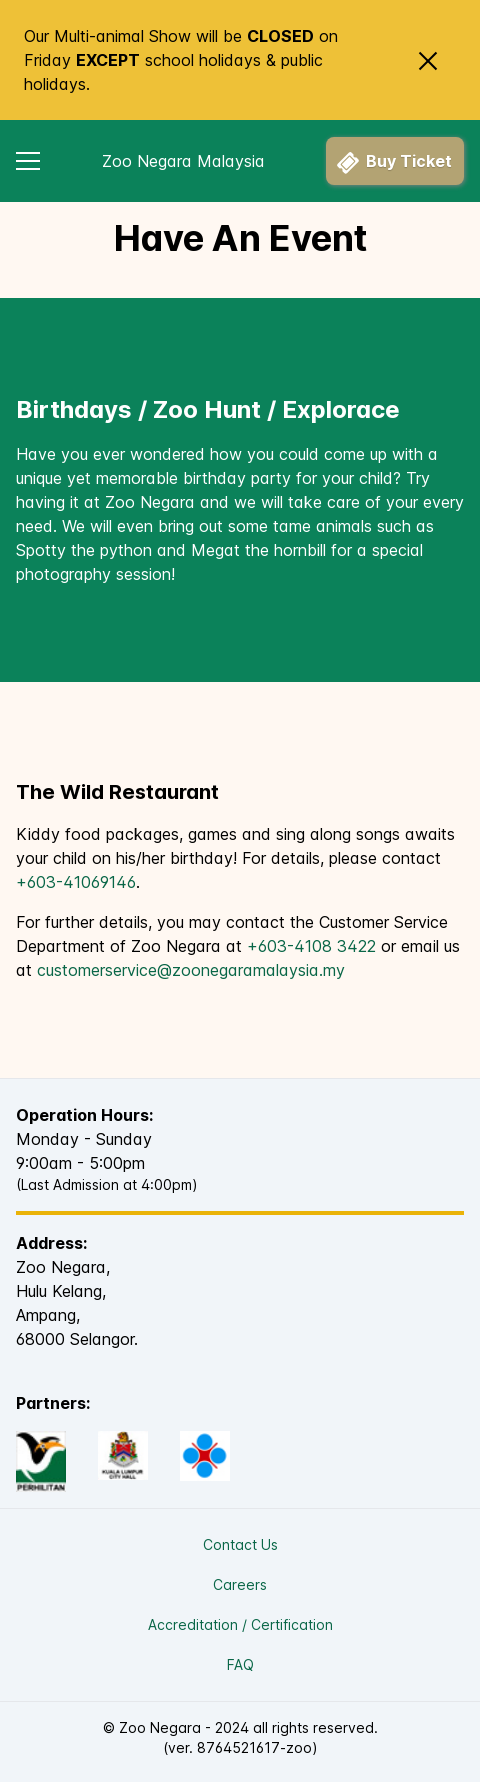 Our Multi-animal Show will be CLOSED on
Friday EXCEPT school holidays & public
holidays.
Zoo Negara Malaysia
Buy Ticket
Have An Event
Birthdays / Zoo Hunt / Explorace
Have you ever wondered how you could come up with a
unique yet memorable birthday party for your child? Try
having it at Zoo Negara and we will take care of your every
need. We will even bring out some tame animals such as
Spotty the python and Megat the hornbill for a special
photography session!
The Wild Restaurant
Kiddy food packages, games and sing along songs awaits
your child on his/her birthday! For details, please contact
+603-41069146.
For further details, you may contact the Customer Service
Department of Zoo Negara at +603-4108 3422 or email us
at customerservice@zoonegaramalaysia.my
Operation Hours:
Monday - Sunday
9:00am - 5:00pm
(Last Admission at 4:00pm)
Address:
Zoo Negara,
Hulu Kelang,
Ampang,
68000 Selangor.
Partners:
PERHILITAN
KUALA LUMPUR
CITY HALL
Contact Us
Careers
Accreditation / Certification
FAQ
© Zoo Negara - 2024 all rights reserved.
(ver. 8764521617-zoo)